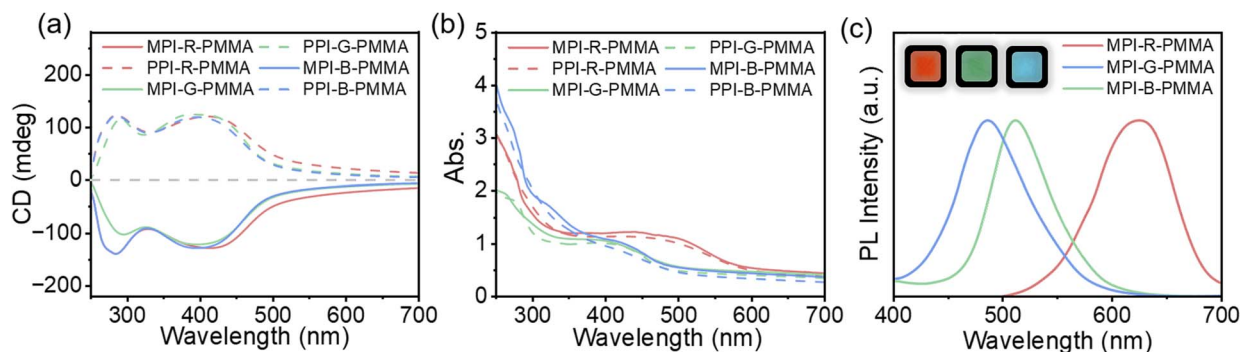 (a)
MPI-R-PMMA
PPI-R-PMMA
MPI-G-PMMA
PPI-G-PMMA
MPI-B-PMMA
PPI-B-PMMA
CD (mdeg)
200
100
0
−100
−200
300 400 500 600 700
Wavelength (nm)
(b)
MPI-R-PMMA
PPI-R-PMMA
MPI-G-PMMA
PPI-G-PMMA
MPI-B-PMMA
PPI-B-PMMA
Abs.
5
4
3
2
1
0
300 400 500 600 700
Wavelength (nm)
(c)
MPI-R-PMMA
MPI-G-PMMA
MPI-B-PMMA
PL Intensity (a.u.)
400 500 600 700
Wavelength (nm)